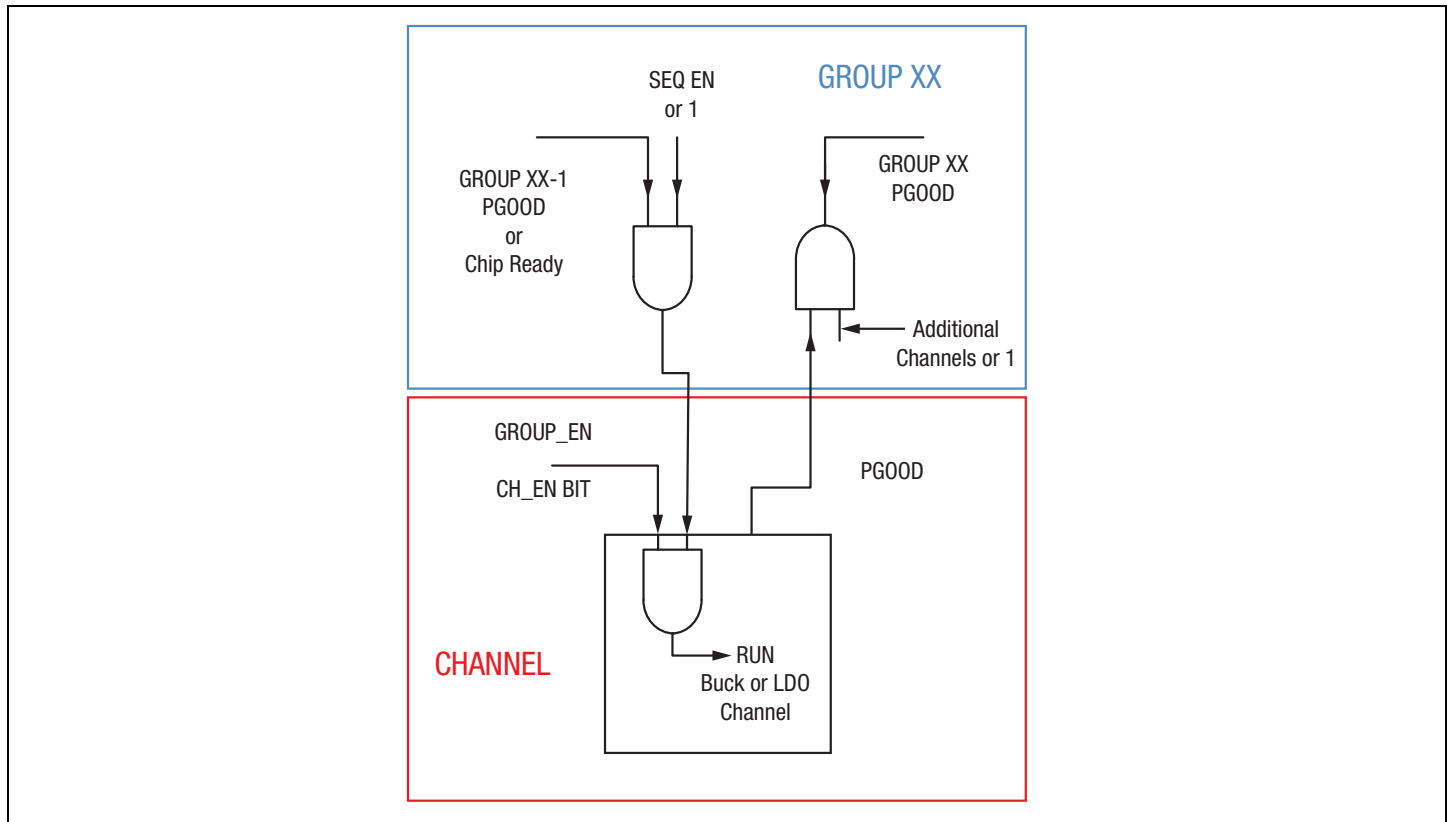 SEQ EN
or 1
GROUP XX
GROUP XX-1
PGOOD
or
Chip Ready
GROUP XX
PGOOD
Additional
Channels or 1
GROUP_EN
CH_EN BIT
PGOOD
CHANNEL
RUN
Buck or LDO
Channel